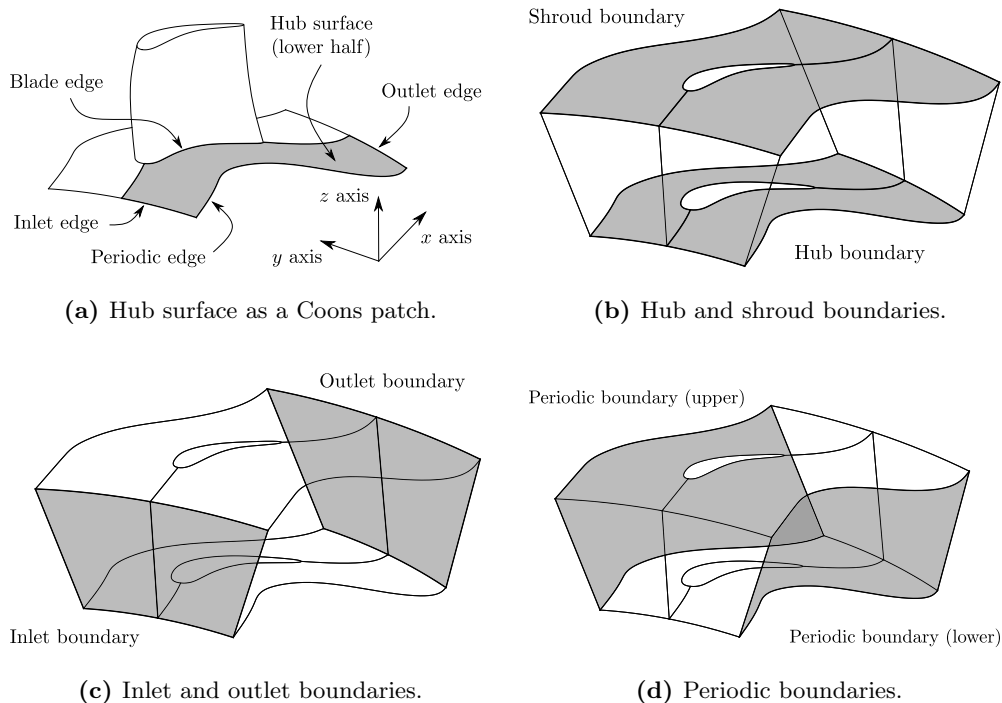 Hub surface
(lower half)
Blade edge
Outlet edge
Inlet edge
Periodic edge
z axis
y axis
x axis
(a) Hub surface as a Coons patch.
Shroud boundary
Hub boundary
(b) Hub and shroud boundaries.
Outlet boundary
Inlet boundary
(c) Inlet and outlet boundaries.
Periodic boundary (upper)
Periodic boundary (lower)
(d) Periodic boundaries.